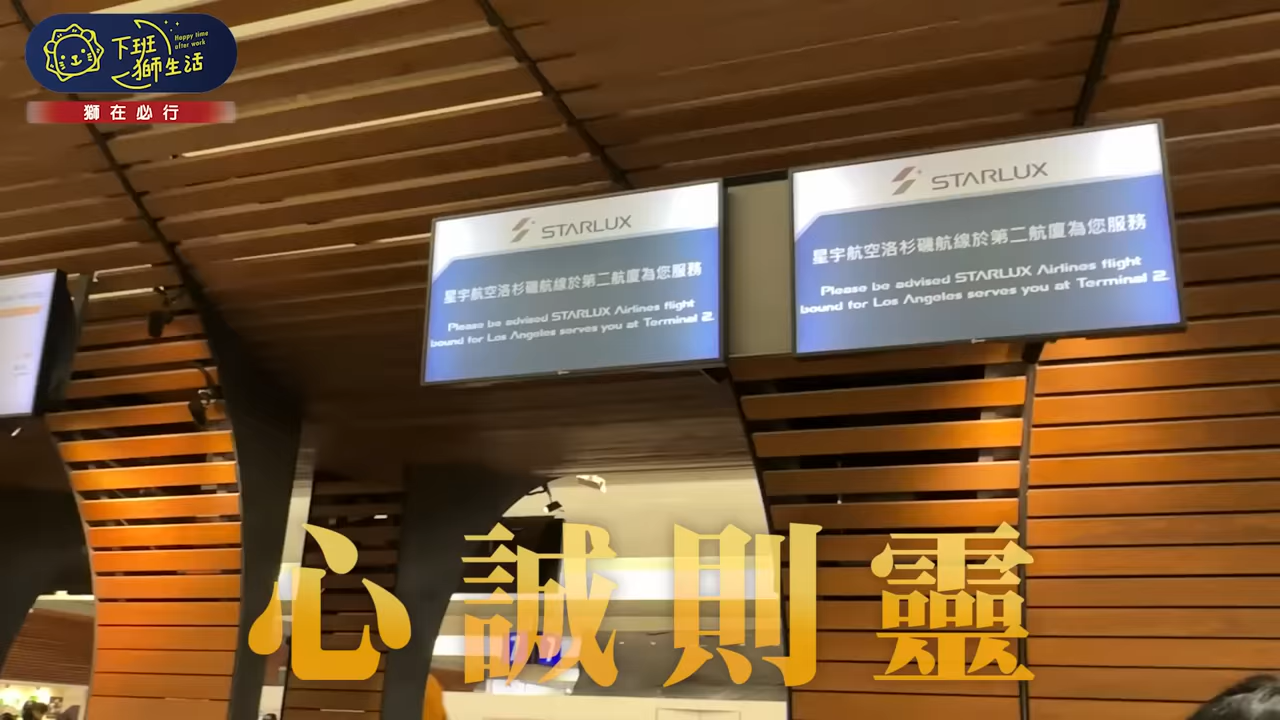 下班
獅生活
Happy time
after work
獅在必行
STARLUX
星宇航空洛杉磯航線於第二航廈為您服務
Please be advised STARLUX Airlines flight
bound for Los Angeles serves you at Terminal 2.
STARLUX
星宇航空洛杉磯航線於第二航廈為您服務
Please be advised STARLUX Airlines flight
bound for Los Angeles serves you at Terminal 2.
心誠則靈